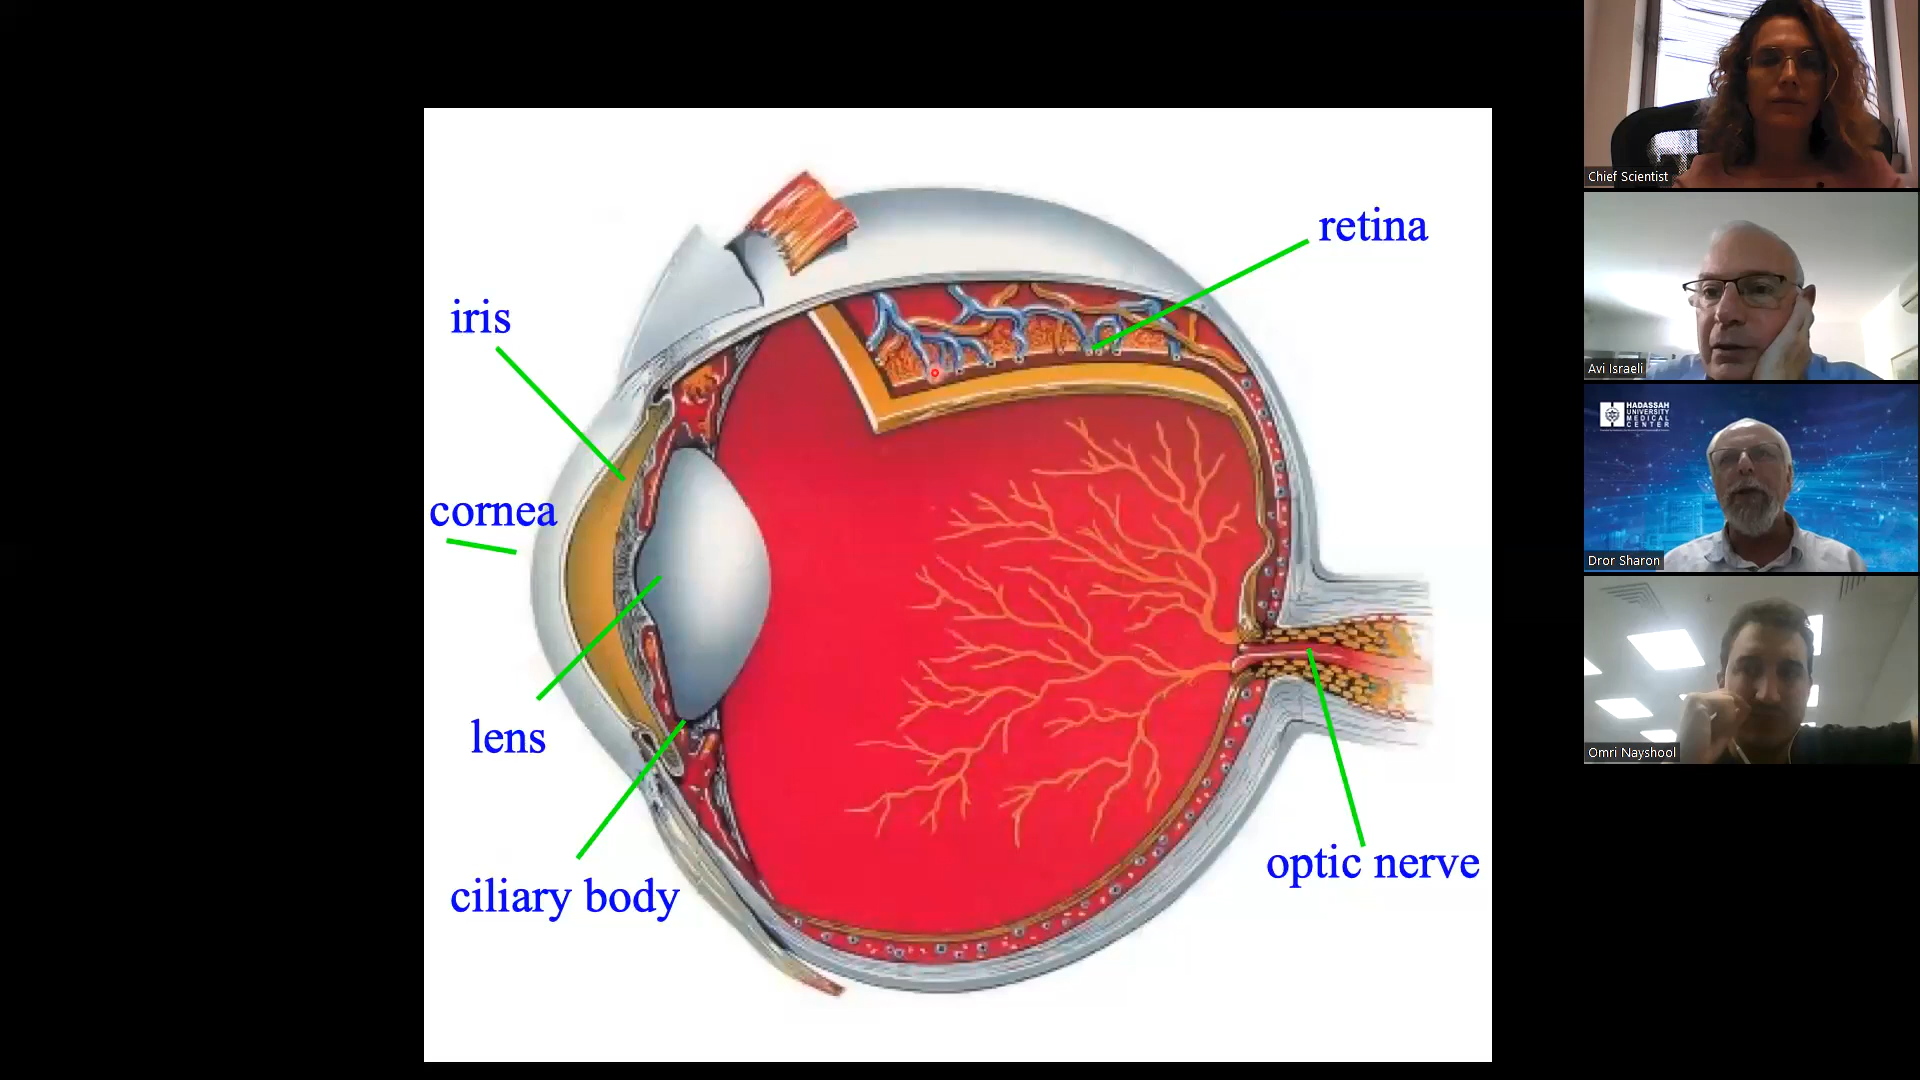 retina
iris
cornea
lens
ciliary body
optic nerve
Chief Scientist
Avi Israeli
HADASSAH
UNIVERSITY
MEDICAL
CENTER
Dror Sharon
Omri Nayshool